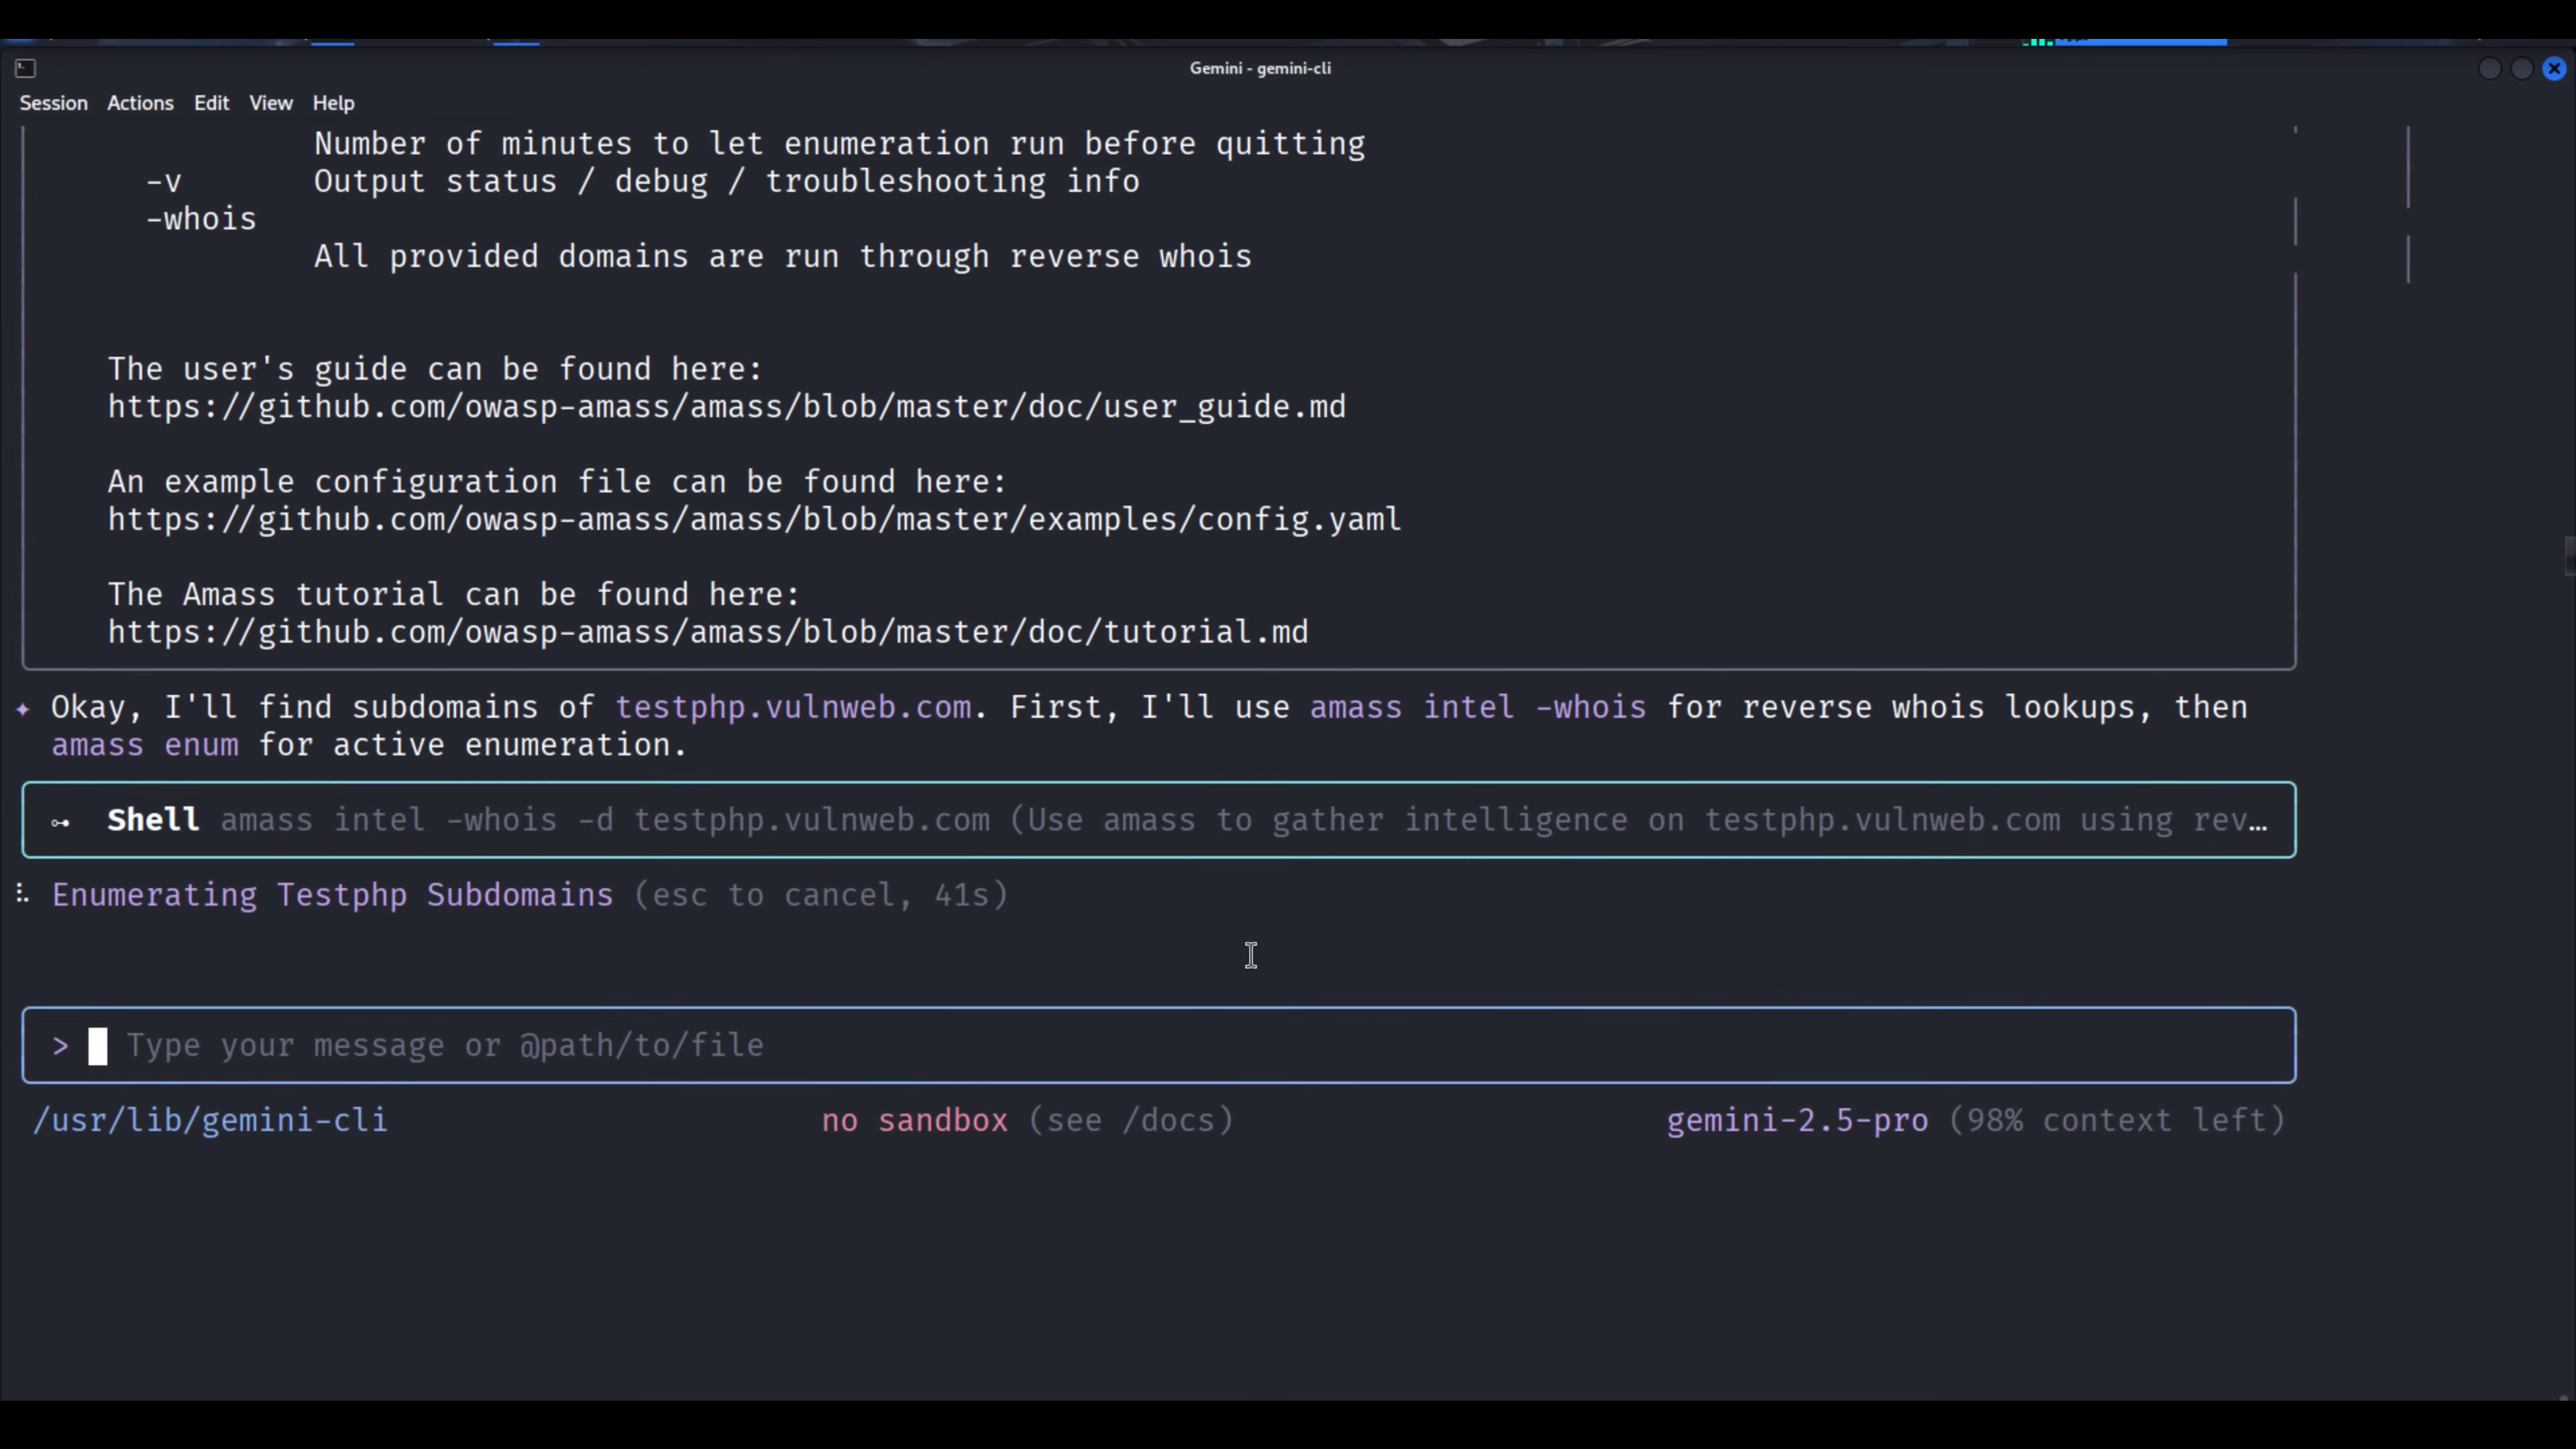 Gemini - gemini-cli
Session Actions Edit View Help
Number of minutes to let enumeration run before quitting
-v Output status / debug / troubleshooting info
-whois
All provided domains are run through reverse whois
The user's guide can be found here:
https://github.com/owasp-amass/amass/blob/master/doc/user_guide.md
An example configuration file can be found here:
https://github.com/owasp-amass/amass/blob/master/examples/config.yaml
The Amass tutorial can be found here:
https://github.com/owasp-amass/amass/blob/master/doc/tutorial.md
✦ Okay, I'll find subdomains of testphp.vulnweb.com. First, I'll use amass intel -whois for reverse whois lookups, then
amass enum for active enumeration.
⊶ Shell amass intel -whois -d testphp.vulnweb.com (Use amass to gather intelligence on testphp.vulnweb.com using rev…
Enumerating Testphp Subdomains (esc to cancel, 41s)
> Type your message or @path/to/file
/usr/lib/gemini-cli no sandbox (see /docs) gemini-2.5-pro (98% context left)